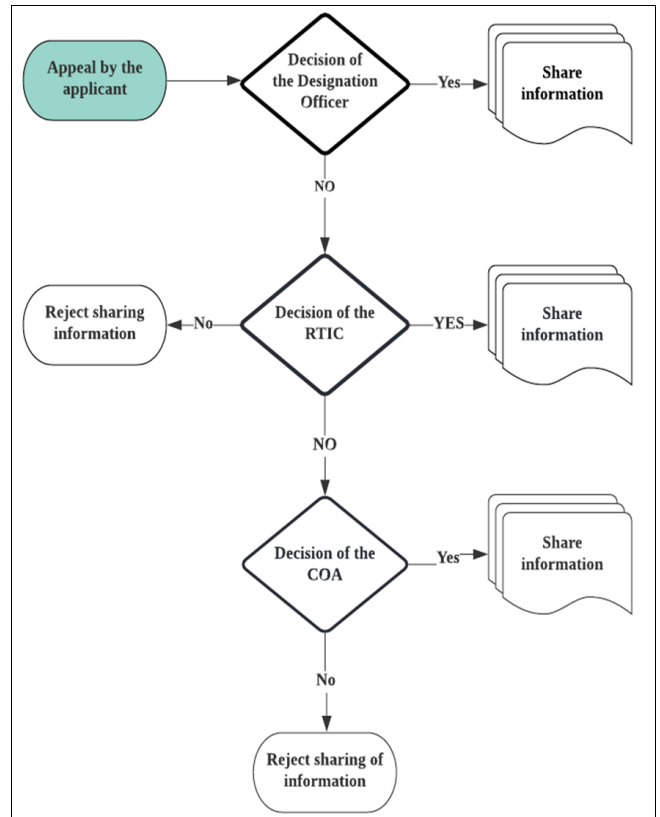 Appeal by the
applicant
Decision of
the Designation
Officer
Yes
Share
information
NO
Reject sharing
information
No
Decision of the
RTIC
YES
Share
information
NO
Decision of the
COA
Yes
Share
information
No
Reject sharing of
information